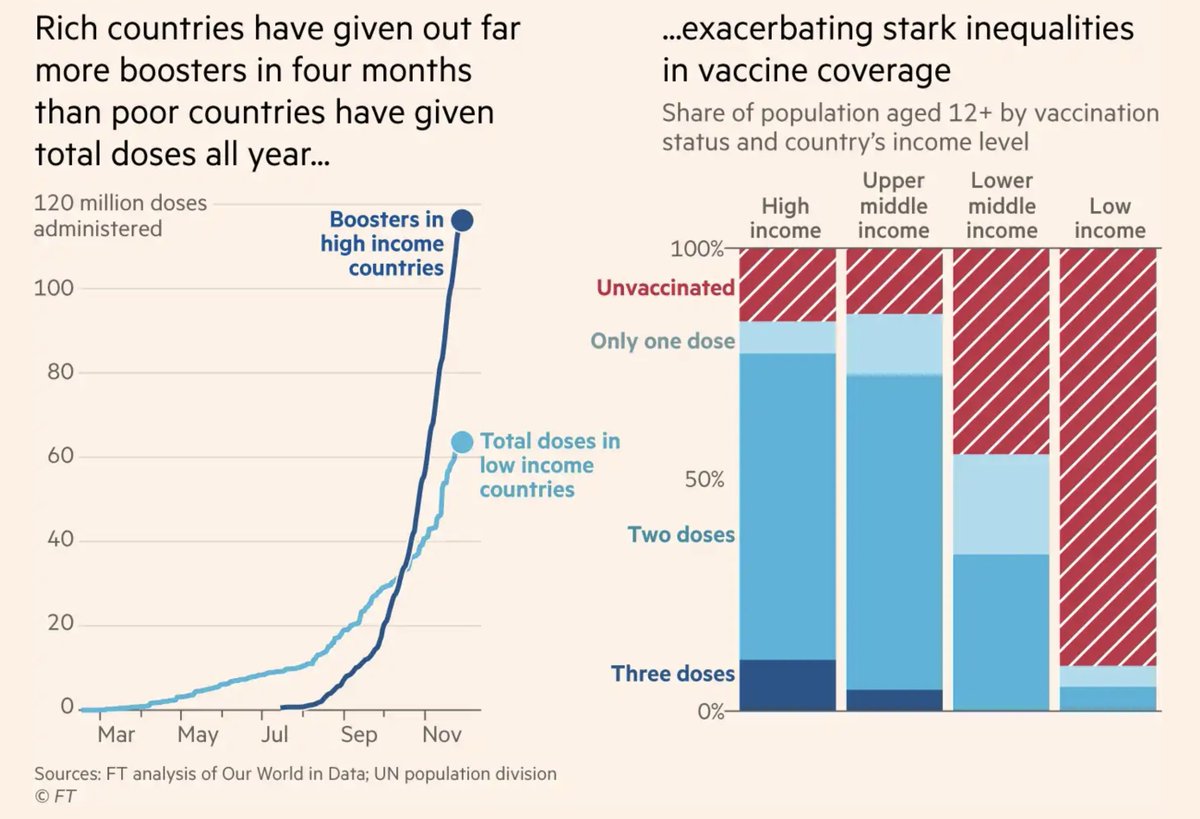 Rich countries have given out far
more boosters in four months
than poor countries have given
total doses all year...
120 million doses
administered
Boosters in
high income
countries
100
80
60
Total doses in
low income
countries
40
20
0
Mar May Jul Sep Nov
Sources: FT analysis of Our World in Data; UN population division
© FT
...exacerbating stark inequalities
in vaccine coverage
Share of population aged 12+ by vaccination
status and country’s income level
High
income
Upper
middle
income
Lower
middle
income
Low
income
100%
Unvaccinated
Only one dose
50%
Two doses
Three doses
0%